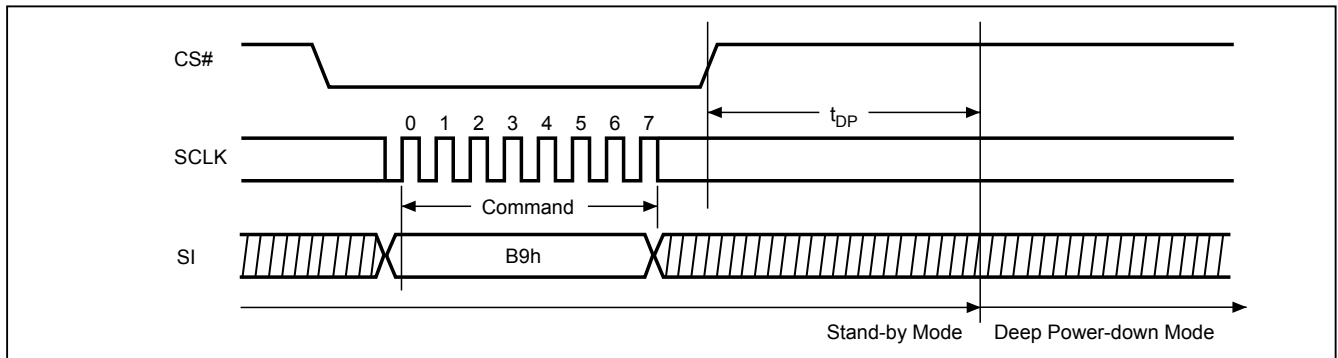 CS#
t_DP
0 1 2 3 4 5 6 7
SCLK
Command
SI
B9h
Stand-by Mode
Deep Power-down Mode